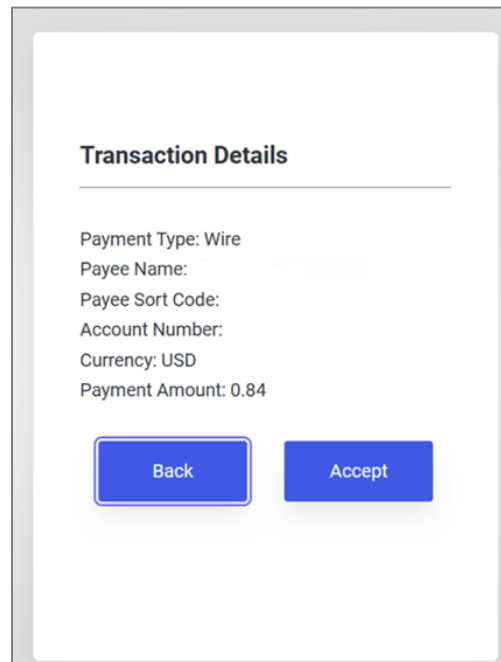 Transaction Details
Payment Type: Wire
Payee Name:
Payee Sort Code:
Account Number:
Currency: USD
Payment Amount: 0.84
Back
Accept